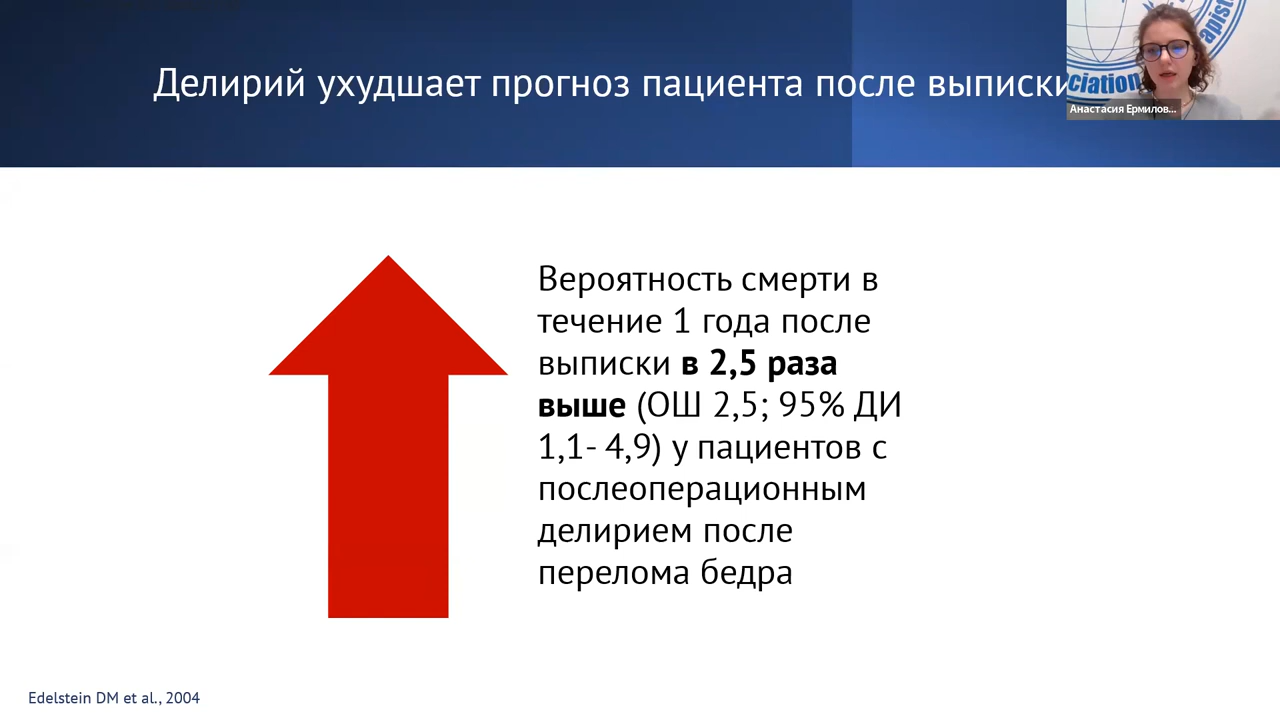 Делирий ухудшает прогноз пациента после выписки
ciation
apist
Анастасия Ермилов...
Вероятность смерти в
течение 1 года после
выписки в 2,5 раза
выше (ОШ 2,5; 95% ДИ
1,1- 4,9) у пациентов с
послеоперационным
делирием после
перелома бедра
Edelstein DM et al., 2004